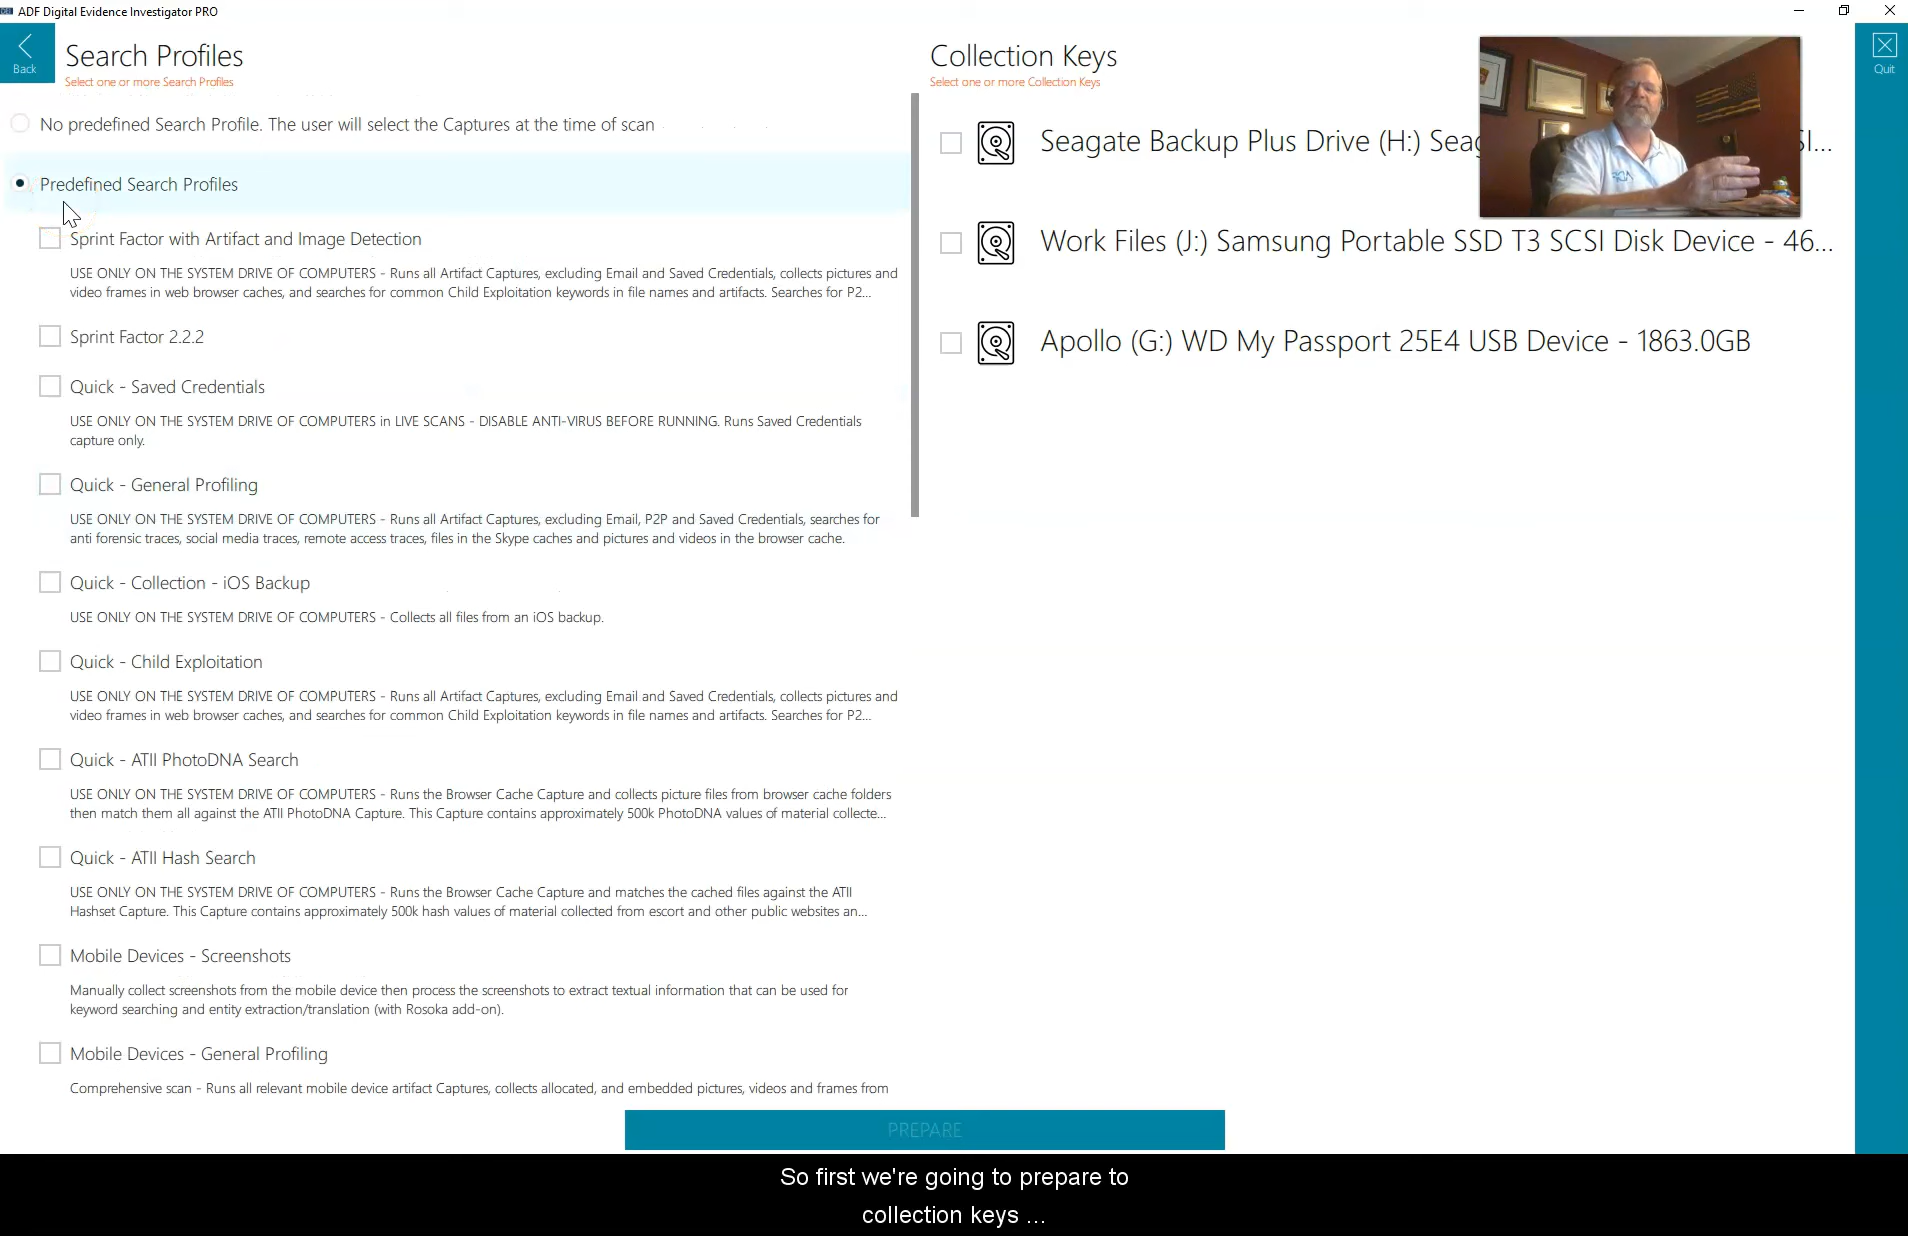 ADF Digital Evidence Investigator PRO
Back
Search Profiles
Select one or more Search Profiles
No predefined Search Profile. The user will select the Captures at the time of scan
Predefined Search Profiles
Sprint Factor with Artifact and Image Detection
USE ONLY ON THE SYSTEM DRIVE OF COMPUTERS - Runs all Artifact Captures, excluding Email and Saved Credentials, collects pictures and
video frames in web browser caches, and searches for common Child Exploitation keywords in file names and artifacts. Searches for P2...
Sprint Factor 2.2.2
Quick - Saved Credentials
USE ONLY ON THE SYSTEM DRIVE OF COMPUTERS in LIVE SCANS - DISABLE ANTI-VIRUS BEFORE RUNNING. Runs Saved Credentials
capture only.
Quick - General Profiling
USE ONLY ON THE SYSTEM DRIVE OF COMPUTERS - Runs all Artifact Captures, excluding Email, P2P and Saved Credentials, searches for
anti forensic traces, social media traces, remote access traces, files in the Skype caches and pictures and videos in the browser cache.
Quick - Collection - iOS Backup
USE ONLY ON THE SYSTEM DRIVE OF COMPUTERS - Collects all files from an iOS backup.
Quick - Child Exploitation
USE ONLY ON THE SYSTEM DRIVE OF COMPUTERS - Runs all Artifact Captures, excluding Email and Saved Credentials, collects pictures and
video frames in web browser caches, and searches for common Child Exploitation keywords in file names and artifacts. Searches for P2...
Quick - ATII PhotoDNA Search
USE ONLY ON THE SYSTEM DRIVE OF COMPUTERS - Runs the Browser Cache Capture and collects picture files from browser cache folders
then match them all against the ATII PhotoDNA Capture. This Capture contains approximately 500k PhotoDNA values of material collecte...
Quick - ATII Hash Search
USE ONLY ON THE SYSTEM DRIVE OF COMPUTERS - Runs the Browser Cache Capture and matches the cached files against the ATII
Hashset Capture. This Capture contains approximately 500k hash values of material collected from escort and other public websites an...
Mobile Devices - Screenshots
Manually collect screenshots from the mobile device then process the screenshots to extract textual information that can be used for
keyword searching and entity extraction/translation (with Rosoka add-on).
Mobile Devices - General Profiling
Comprehensive scan - Runs all relevant mobile device artifact Captures, collects allocated, and embedded pictures, videos and frames from
Collection Keys
Select one or more Collection Keys
Seagate Backup Plus Drive (H:) Seag
SI...
Work Files (J:) Samsung Portable SSD T3 SCSI Disk Device - 46...
Apollo (G:) WD My Passport 25E4 USB Device - 1863.0GB
Quit
PREPARE
So first we're going to prepare to
collection keys ...